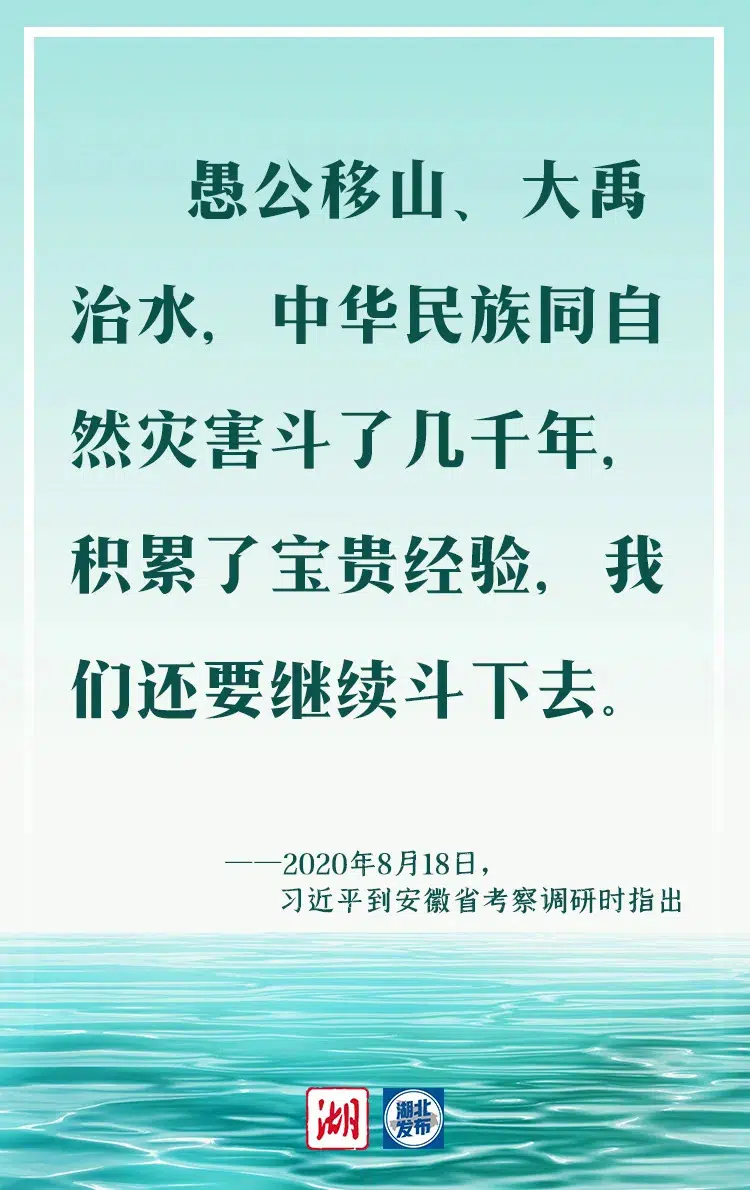 愚公移山、大禹
治水，中华民族同自
然灾害斗了几千年，
积累了宝贵经验，我
们还要继续斗下去。
——2020年8月18日，
习近平到安徽省考察调研时指出
湖北
发布